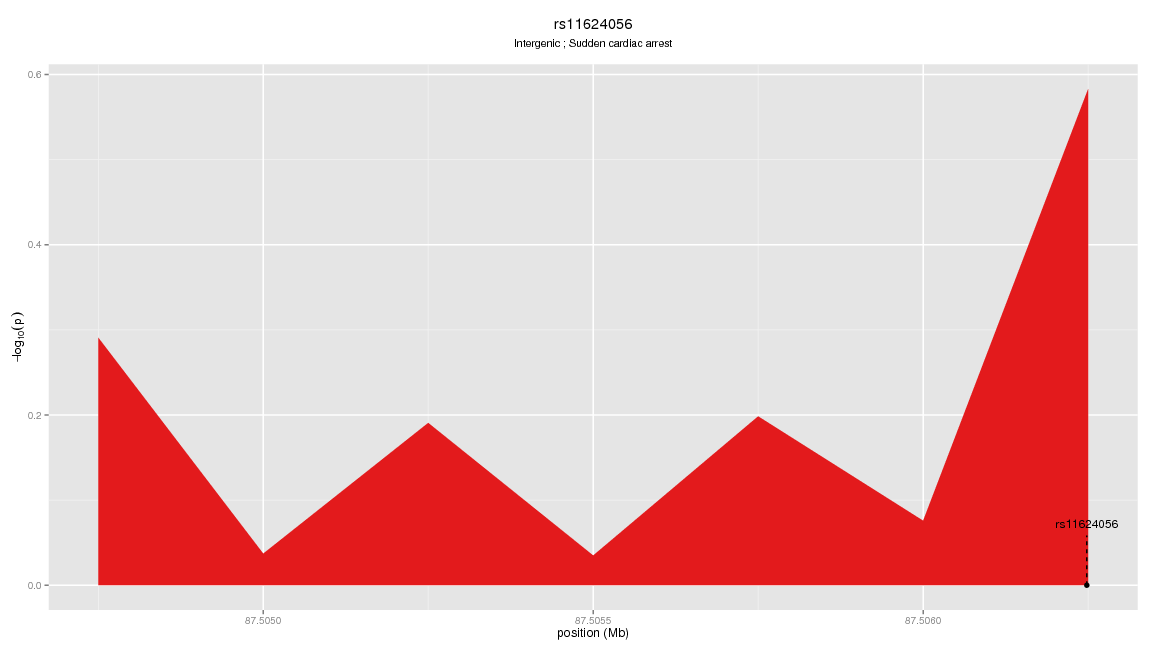 rs11624056
Intergenic ; Sudden cardiac arrest
0.6
0.4
0.2
0.0
−log10(p)
rs11624056
87.5050
87.5055
87.5060
position (Mb)